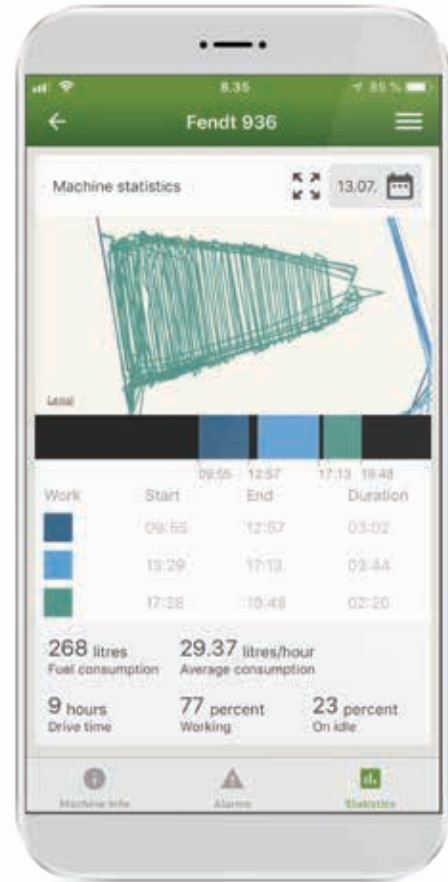 8.35
85 %
Fendt 936
Machine statistics
13.07.
Legal
09:55 12:57 17:13 19:48
Work Start End Duration
09:55 12:57 03:02
13:29 17:13 03:44
17:28 19:48 02:20
268 litres 29.37 litres/hour
Fuel consumption Average consumption
9 hours 77 percent 23 percent
Drive time Working On idle
Machine info Alarms Statistics